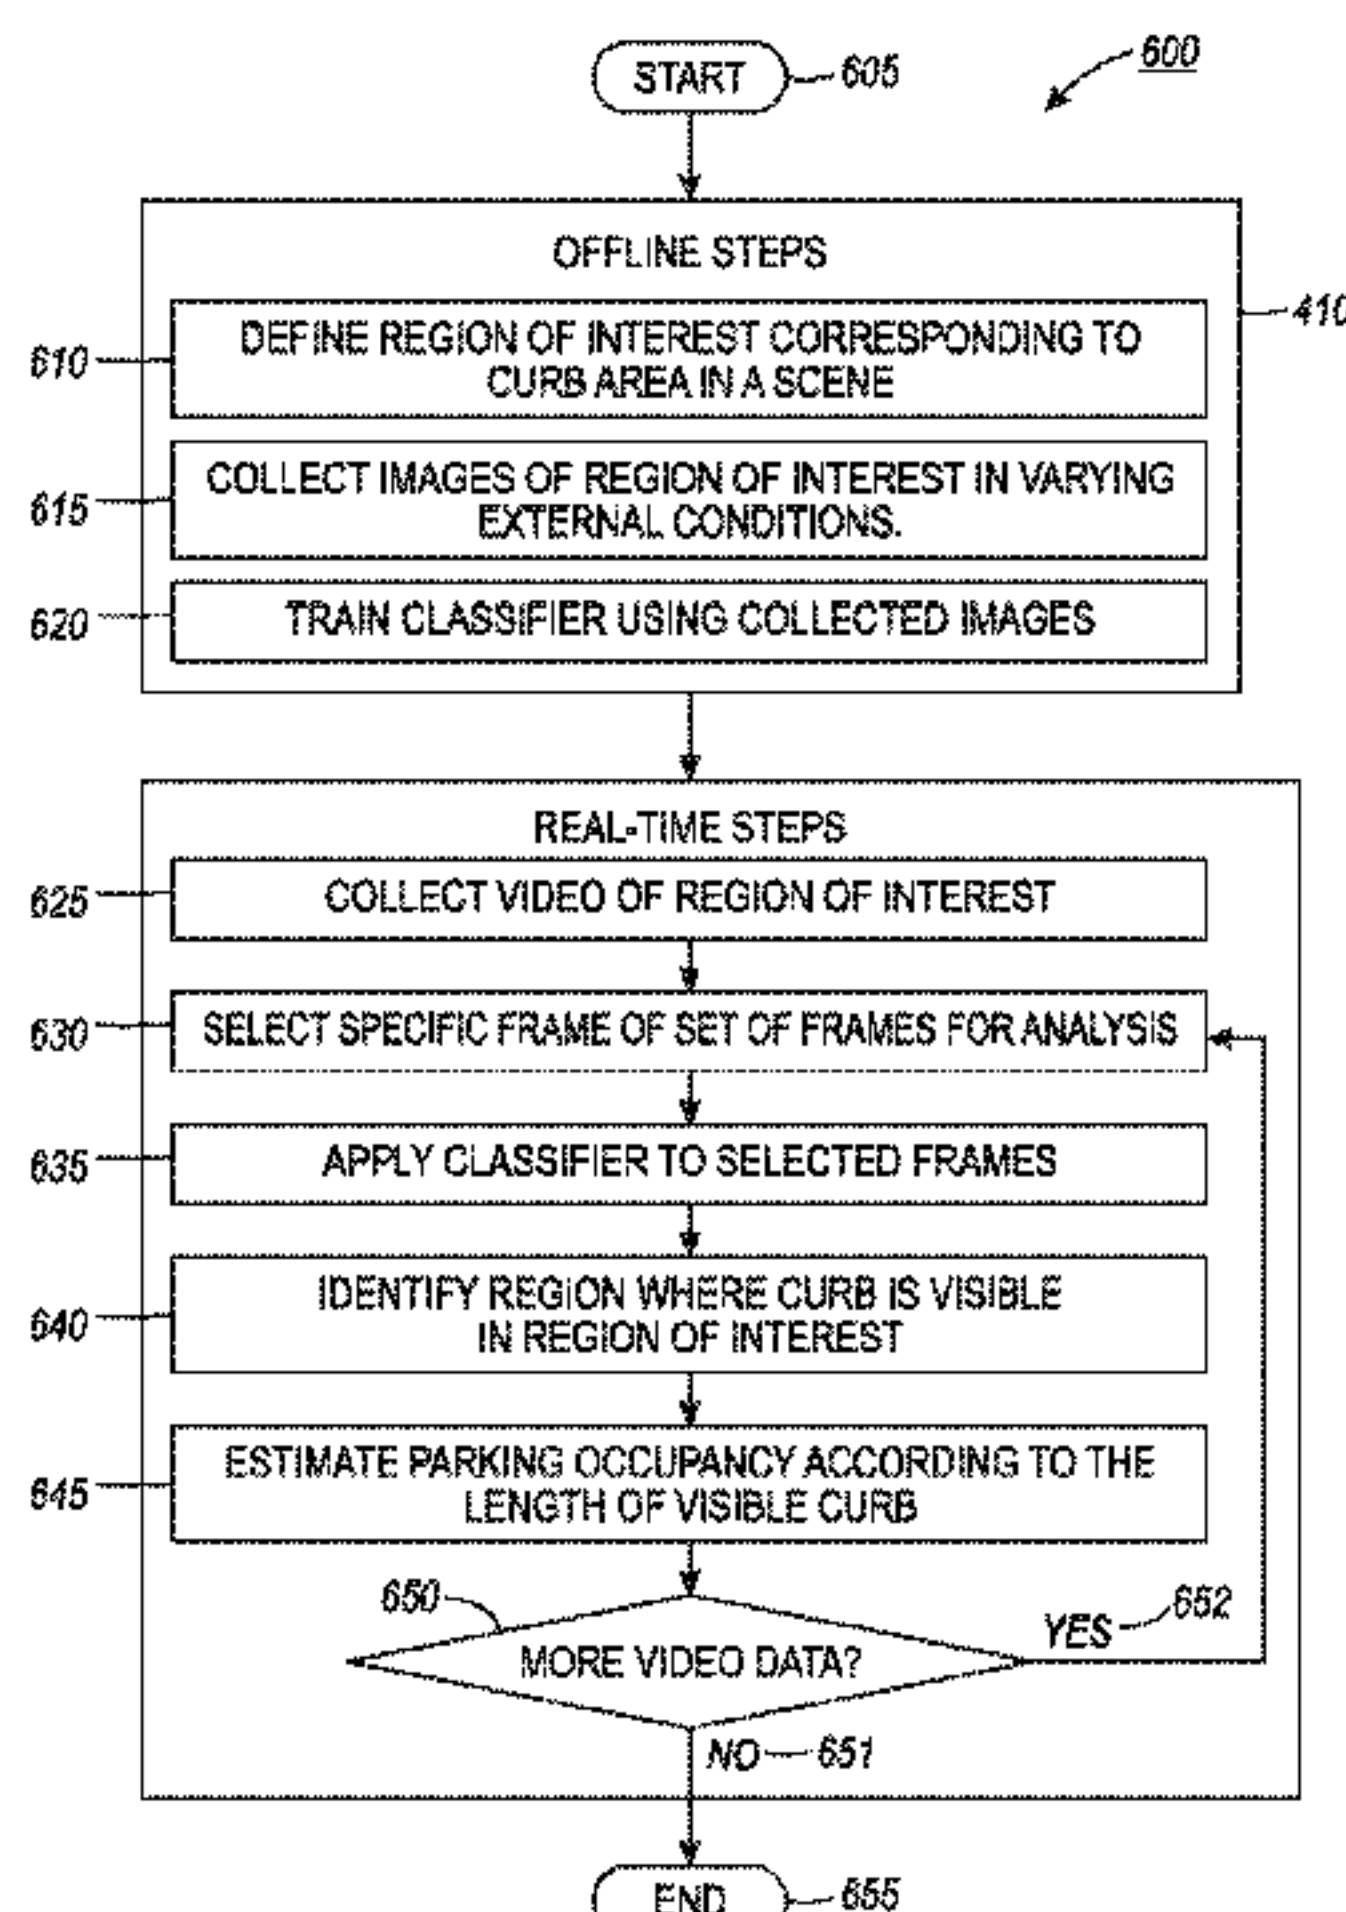 START
605
600
OFFLINE STEPS
410
610
DEFINE REGION OF INTEREST CORRESPONDING TO
CURB AREA IN A SCENE
615
COLLECT IMAGES OF REGION OF INTEREST IN VARYING
EXTERNAL CONDITIONS.
620
TRAIN CLASSIFIER USING COLLECTED IMAGES
REAL-TIME STEPS
625
COLLECT VIDEO OF REGION OF INTEREST
630
SELECT SPECIFIC FRAME OF SET OF FRAMES FOR ANALYSIS
635
APPLY CLASSIFIER TO SELECTED FRAMES
640
IDENTIFY REGION WHERE CURB IS VISIBLE
IN REGION OF INTEREST
645
ESTIMATE PARKING OCCUPANCY ACCORDING TO THE
LENGTH OF VISIBLE CURB
650
MORE VIDEO DATA?
YES
652
NO
651
END
655